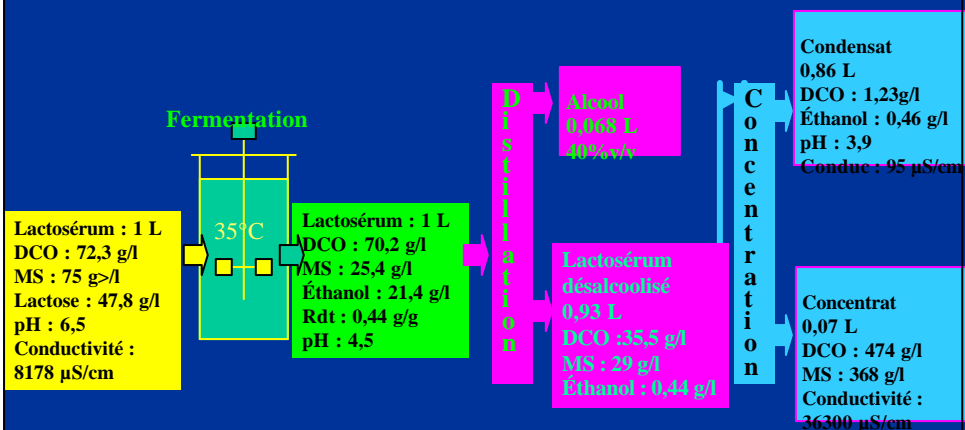 Fermentation
35°C
Lactosérum : 1 L
DCO : 72,3 g/l
MS : 75 g>/l
Lactose : 47,8 g/l
pH : 6,5
Conductivité :
8178 µS/cm
Lactosérum : 1 L
DCO : 70,2 g/l
MS : 25,4 g/l
Éthanol : 21,4 g/l
Rdt : 0,44 g/g
pH : 4,5
Distillation
Alcool
0,068 L
40%v/v
Lactosérum
désalcoolisé
0,93 L
DCO :35,5 g/l
MS : 29 g/l
Éthanol : 0,44 g/l
Concentration
Condensat
0,86 L
DCO : 1,23g/l
Éthanol : 0,46 g/l
pH : 3,9
Conduc : 95 µS/cm
Concentrat
0,07 L
DCO : 474 g/l
MS : 368 g/l
Conductivité :
36300 µS/cm